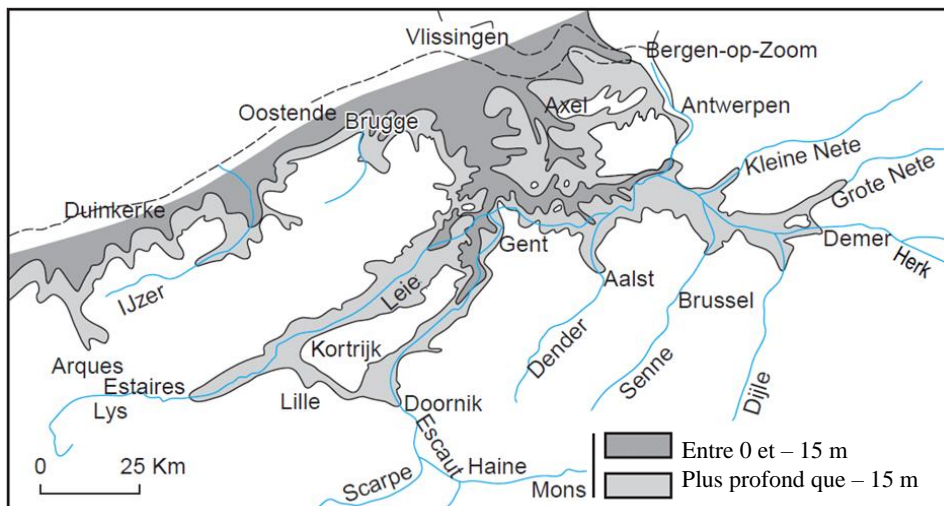 Vlissingen
Bergen-op-Zoom
Oostende
Axel
Antwerpen
Brugge
Kleine Nete
Grote Nete
Duinkerke
Gent
Demer
Herk
IJzer
Leie
Aalst
Brussel
Kortrijk
Dender
Senne
Dijle
Arques
Estaires
Lys
Lille
Doornik
Escaut
Entre 0 et – 15 m
0 25 Km
Scarpe
Haine
Mons
Plus profond que – 15 m